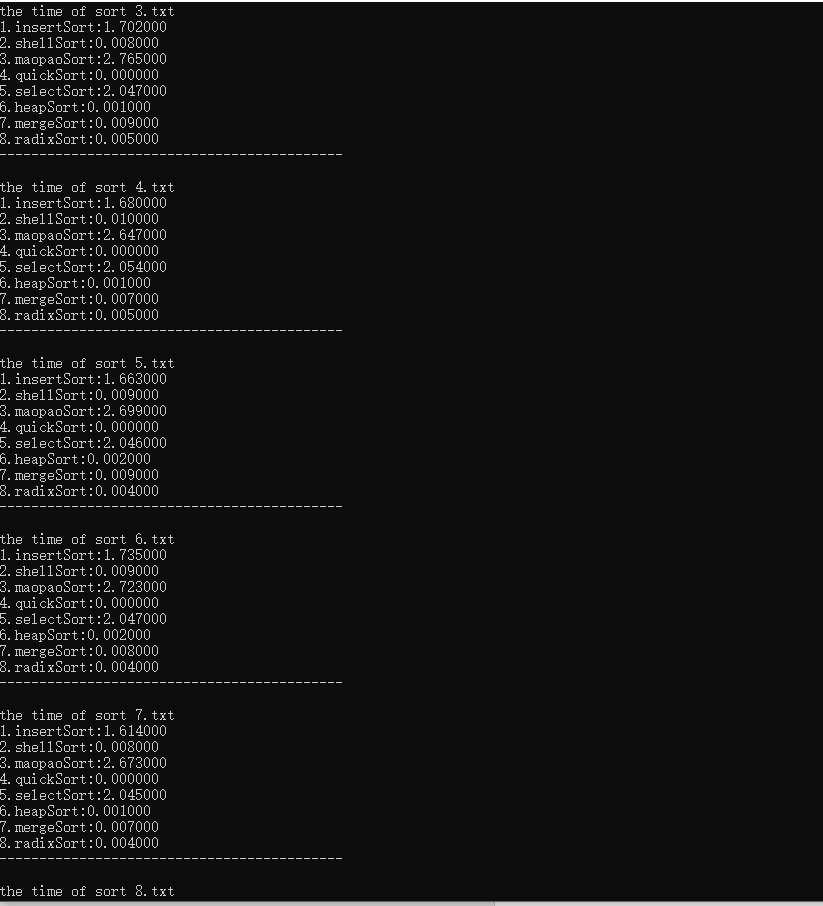 the time of sort 3.txt
1.insertSort:1.702000
2.shellSort:0.008000
3.maopaoSort:2.765000
4.quickSort:0.000000
5.selectSort:2.047000
6.heapSort:0.001000
7.mergeSort:0.009000
8.radixSort:0.005000
-------------------------------------------
the time of sort 4.txt
1.insertSort:1.680000
2.shellSort:0.010000
3.maopaoSort:2.647000
4.quickSort:0.000000
5.selectSort:2.054000
6.heapSort:0.001000
7.mergeSort:0.007000
8.radixSort:0.005000
-------------------------------------------
the time of sort 5.txt
1.insertSort:1.663000
2.shellSort:0.009000
3.maopaoSort:2.699000
4.quickSort:0.000000
5.selectSort:2.046000
6.heapSort:0.002000
7.mergeSort:0.009000
8.radixSort:0.004000
-------------------------------------------
the time of sort 6.txt
1.insertSort:1.735000
2.shellSort:0.009000
3.maopaoSort:2.723000
4.quickSort:0.000000
5.selectSort:2.047000
6.heapSort:0.002000
7.mergeSort:0.008000
8.radixSort:0.004000
-------------------------------------------
the time of sort 7.txt
1.insertSort:1.614000
2.shellSort:0.008000
3.maopaoSort:2.673000
4.quickSort:0.000000
5.selectSort:2.045000
6.heapSort:0.001000
7.mergeSort:0.007000
8.radixSort:0.004000
-------------------------------------------
the time of sort 8.txt